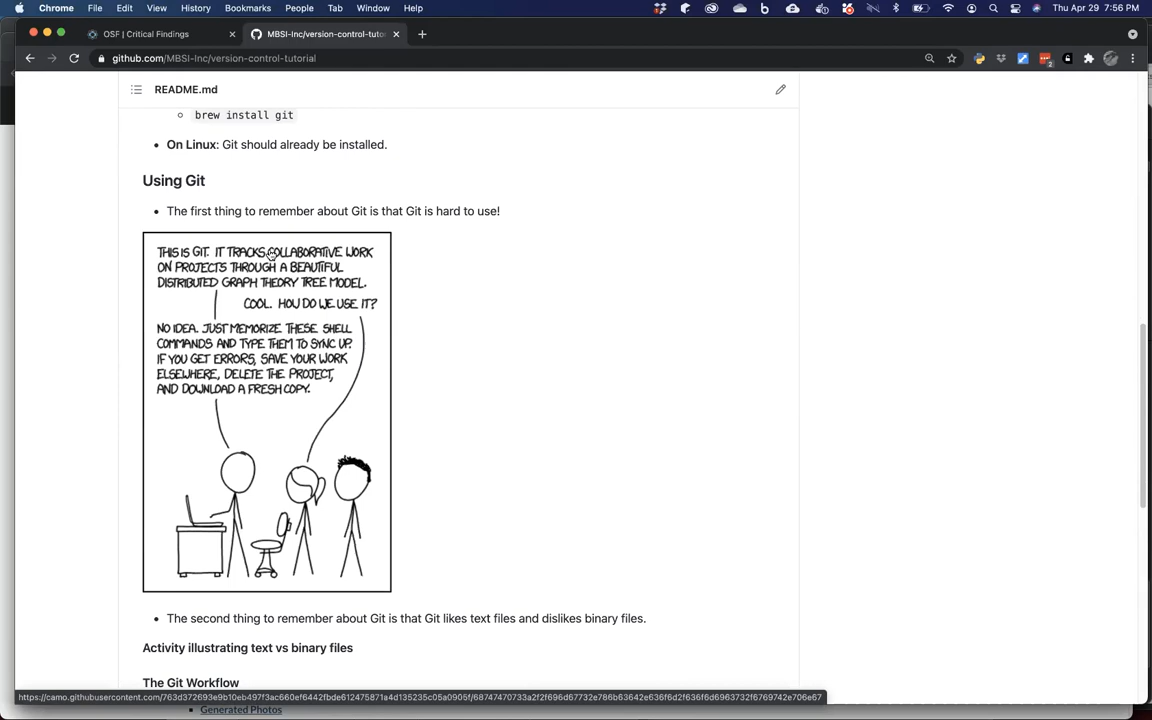 Chrome File Edit View History Bookmarks People Tab Window Help Thu Apr 29 7:56 PM
OSF | Critical Findings
MBSI-Inc/version-control-tuto
github.com/MBSI-Inc/version-control-tutorial
2
README.md
brew install git
On Linux: Git should already be installed.
Using Git
The first thing to remember about Git is that Git is hard to use!
THIS IS GIT. IT TRACKS COLLABORATIVE WORK
ON PROJECTS THROUGH A BEAUTIFUL
DISTRIBUTED GRAPH THEORY TREE MODEL.
COOL. HOW DO WE USE IT?
NO IDEA. JUST MEMORIZE THESE SHELL
COMMANDS AND TYPE THEM TO SYNC UP.
IF YOU GET ERRORS, SAVE YOUR WORK
ELSEWHERE, DELETE THE PROJECT,
AND DOWNLOAD A FRESH COPY.
The second thing to remember about Git is that Git likes text files and dislikes binary files.
Activity illustrating text vs binary files
The Git Workflow
https://camo.githubusercontent.com/763d372693e9b10eb497f3ac660ef6442fbde612475871a4d135235c05a0905f/68747470733a2f2f696d67732e786b63642e636f6d2f636f6d6963732f6769742e706e67
Generated Photos